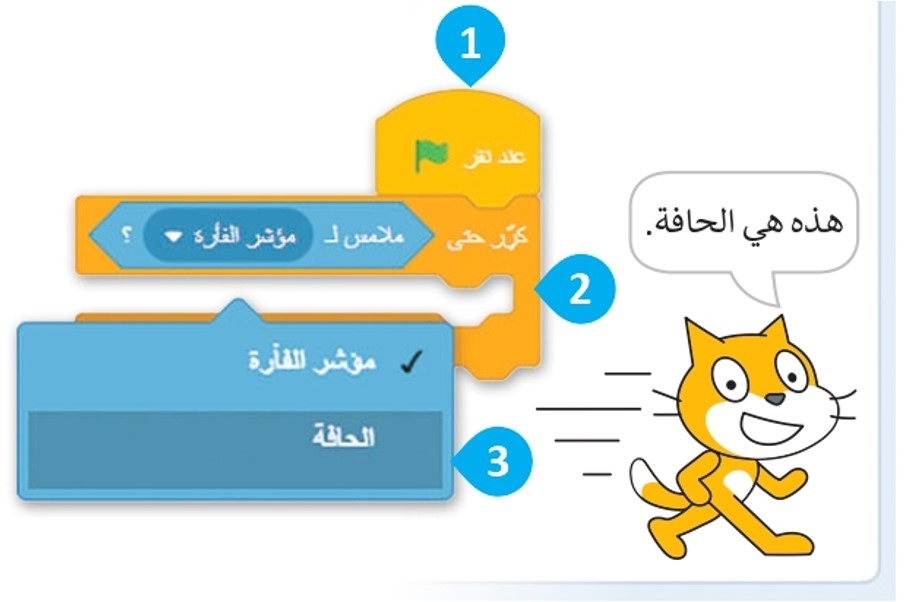 1
عند نقر
كرّر حتى ملامس لـ مؤشر الفأرة ؟
2
✓ مؤشر الفأرة
الحافة
3
هذه هي الحافة.